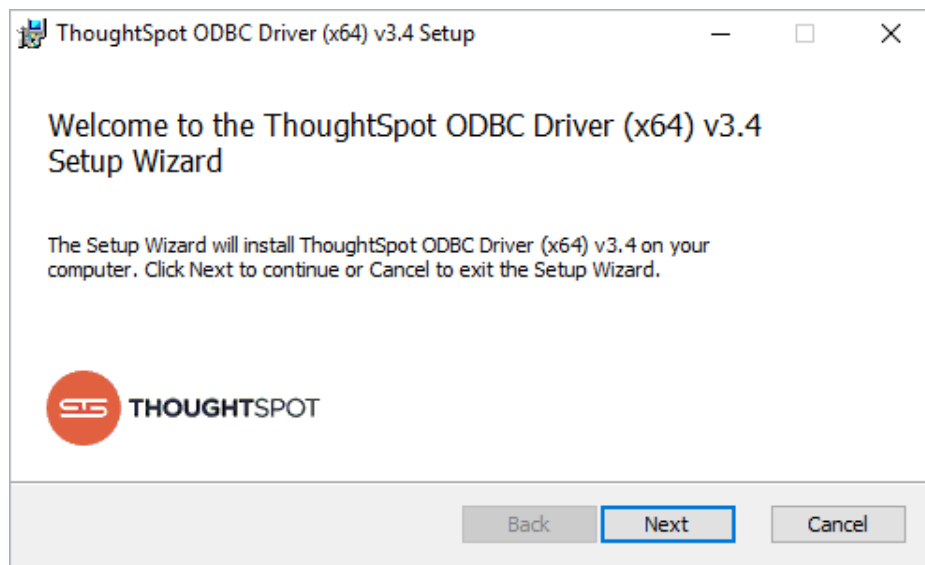 ThoughtSpot ODBC Driver (x64) v3.4 Setup
Welcome to the ThoughtSpot ODBC Driver (x64) v3.4
Setup Wizard
The Setup Wizard will install ThoughtSpot ODBC Driver (x64) v3.4 on your
computer. Click Next to continue or Cancel to exit the Setup Wizard.
THOUGHTSPOT
Back Next Cancel